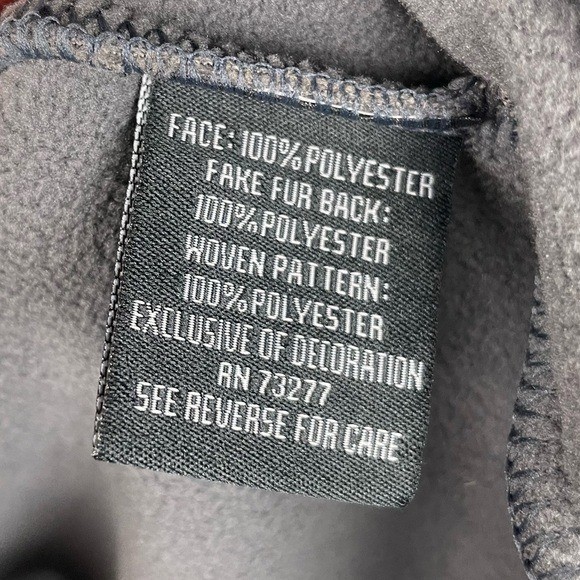 FACE: 100% POLYESTER
FAKE FUR BACK:
100% POLYESTER
WOVEN PATTERN:
100% POLYESTER
EXCLUSIVE OF DECORATION
RN 73277
SEE REVERSE FOR CARE